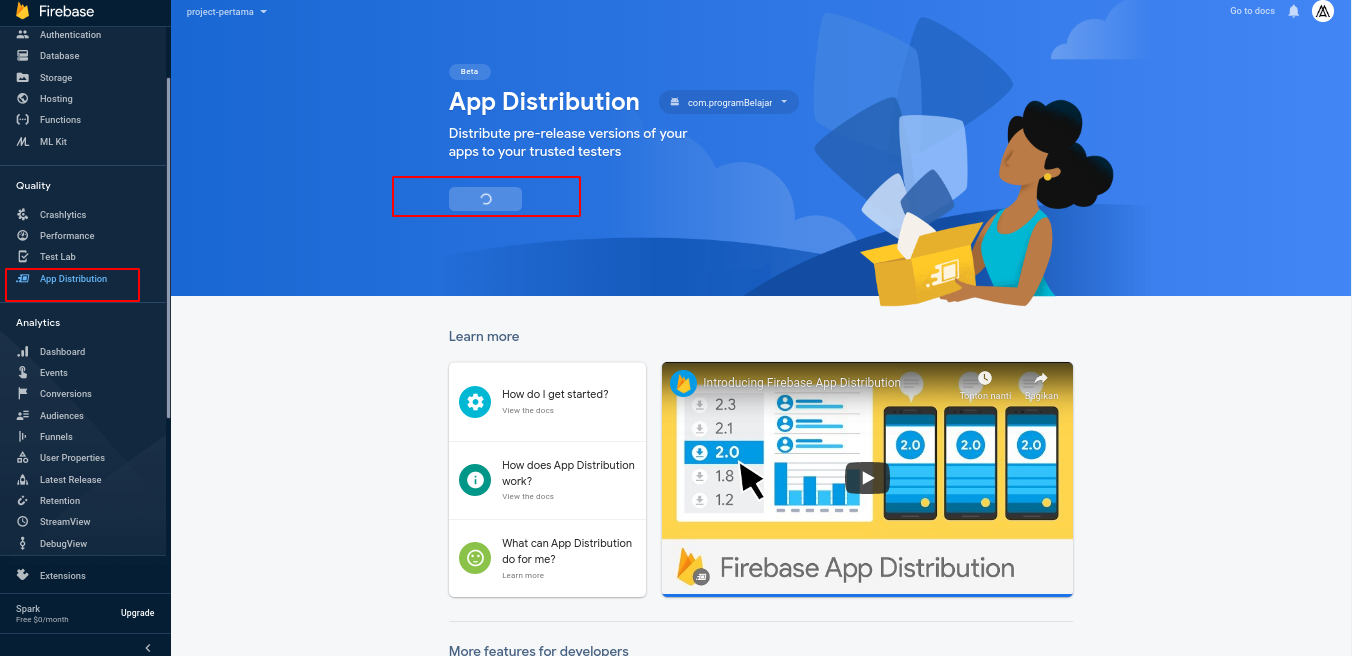 Firebase
Authentication
Database
Storage
Hosting
Functions
ML Kit
Quality
Crashlytics
Performance
Test Lab
App Distribution
Analytics
Dashboard
Events
Conversions
Audiences
Funnels
User Properties
Latest Release
Retention
StreamView
DebugView
Extensions
Spark
Free $0/month
Upgrade
project-pertama
Go to docs
Beta
App Distribution
com.programBelajar
Distribute pre-release versions of your
apps to your trusted testers
Learn more
How do I get started?
View the docs
How does App Distribution
work?
View the docs
What can App Distribution
do for me?
Learn more
Introducing Firebase App Distribution
Tonton nanti
Bagikan
2.3
2.1
2.0
1.8
1.2
2.0
2.0
2.0
Firebase App Distribution
More features for developers